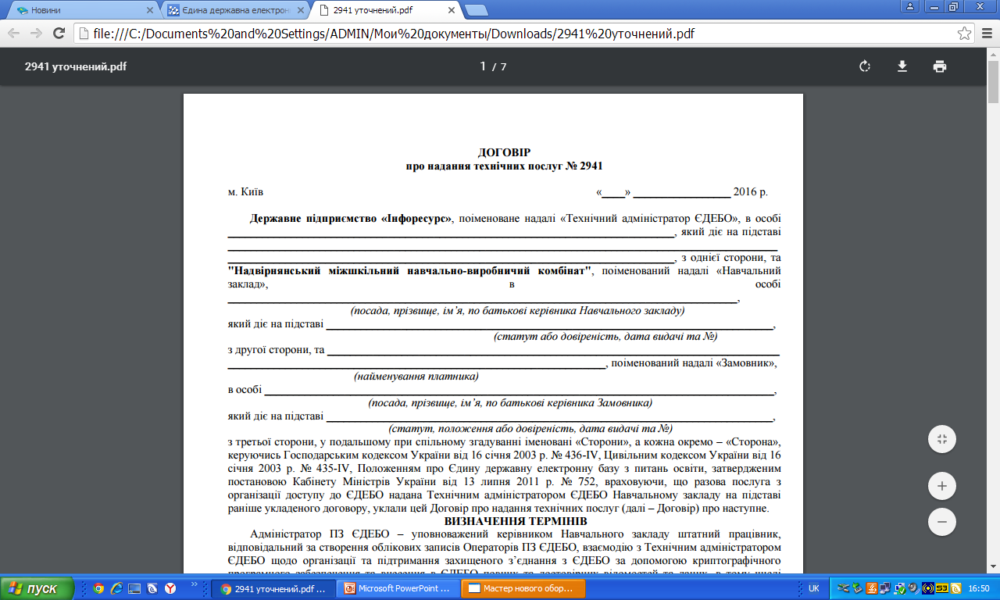 Новини
Єдина державна електрон
2941 уточнений.pdf
file:///C:/Documents%20and%20Settings/ADMIN/Мои%20документы/Downloads/2941%20уточнений.pdf
2941 уточнений.pdf
1 / 7
ДОГОВІР
про надання технічних послуг № 2941
м. Київ «____» _________________ 2016 р.
Державне підприємство «Інфоресурс», поіменоване надалі «Технічний адміністратор ЄДЕБО», в особі
, який діє на підставі
, з однієї сторони, та
"Надвірнянський міжшкільний навчально-виробничий комбінат", поіменований надалі «Навчальний
заклад», в особі
,
(посада, прізвище, ім’я, по батькові керівника Навчального закладу)
який діє на підставі ,
(статут або довіреність, дата видачі та №)
з другої сторони, та
, поіменований надалі «Замовник»,
(найменування платника)
в особі ,
(посада, прізвище, ім’я, по батькові керівника Замовника)
який діє на підставі ,
(статут, положення або довіреність, дата видачі та №)
з третьої сторони, у подальшому при спільному згадуванні іменовані «Сторони», а кожна окремо – «Сторона»,
керуючись Господарським кодексом України від 16 січня 2003 р. № 436-IV, Цивільним кодексом України від 16
січня 2003 р. № 435-IV, Положенням про Єдину державну електронну базу з питань освіти, затвердженим
постановою Кабінету Міністрів України від 13 липня 2011 р. № 752, враховуючи, що разова послуга з
організації доступу до ЄДЕБО надана Технічним адміністратором ЄДЕБО Навчальному закладу на підставі
раніше укладеного договору, уклали цей Договір про надання технічних послуг (далі – Договір) про наступне.
ВИЗНАЧЕННЯ ТЕРМІНІВ
Адміністратор ПЗ ЄДЕБО – уповноважений керівником Навчального закладу штатний працівник,
відповідальний за створення облікових записів Операторів ПЗ ЄДЕБО, взаємодію з Технічним адміністратором
ЄДЕБО щодо організації та підтримання захищеного з’єднання з ЄДЕБО за допомогою криптографічного
пуск
2941 уточнений.pdf ...
Microsoft PowerPoint ...
Мастер нового обор...
UK
16:50